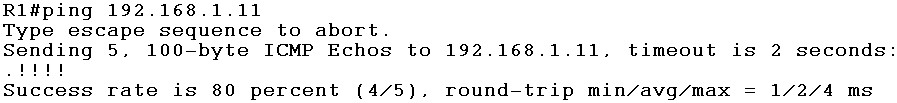 R1#ping 192.168.1.11
Type escape sequence to abort.
Sending 5, 100-byte ICMP Echos to 192.168.1.11, timeout is 2 seconds:
.!!!!
Success rate is 80 percent (4/5), round-trip min/avg/max = 1/2/4 ms